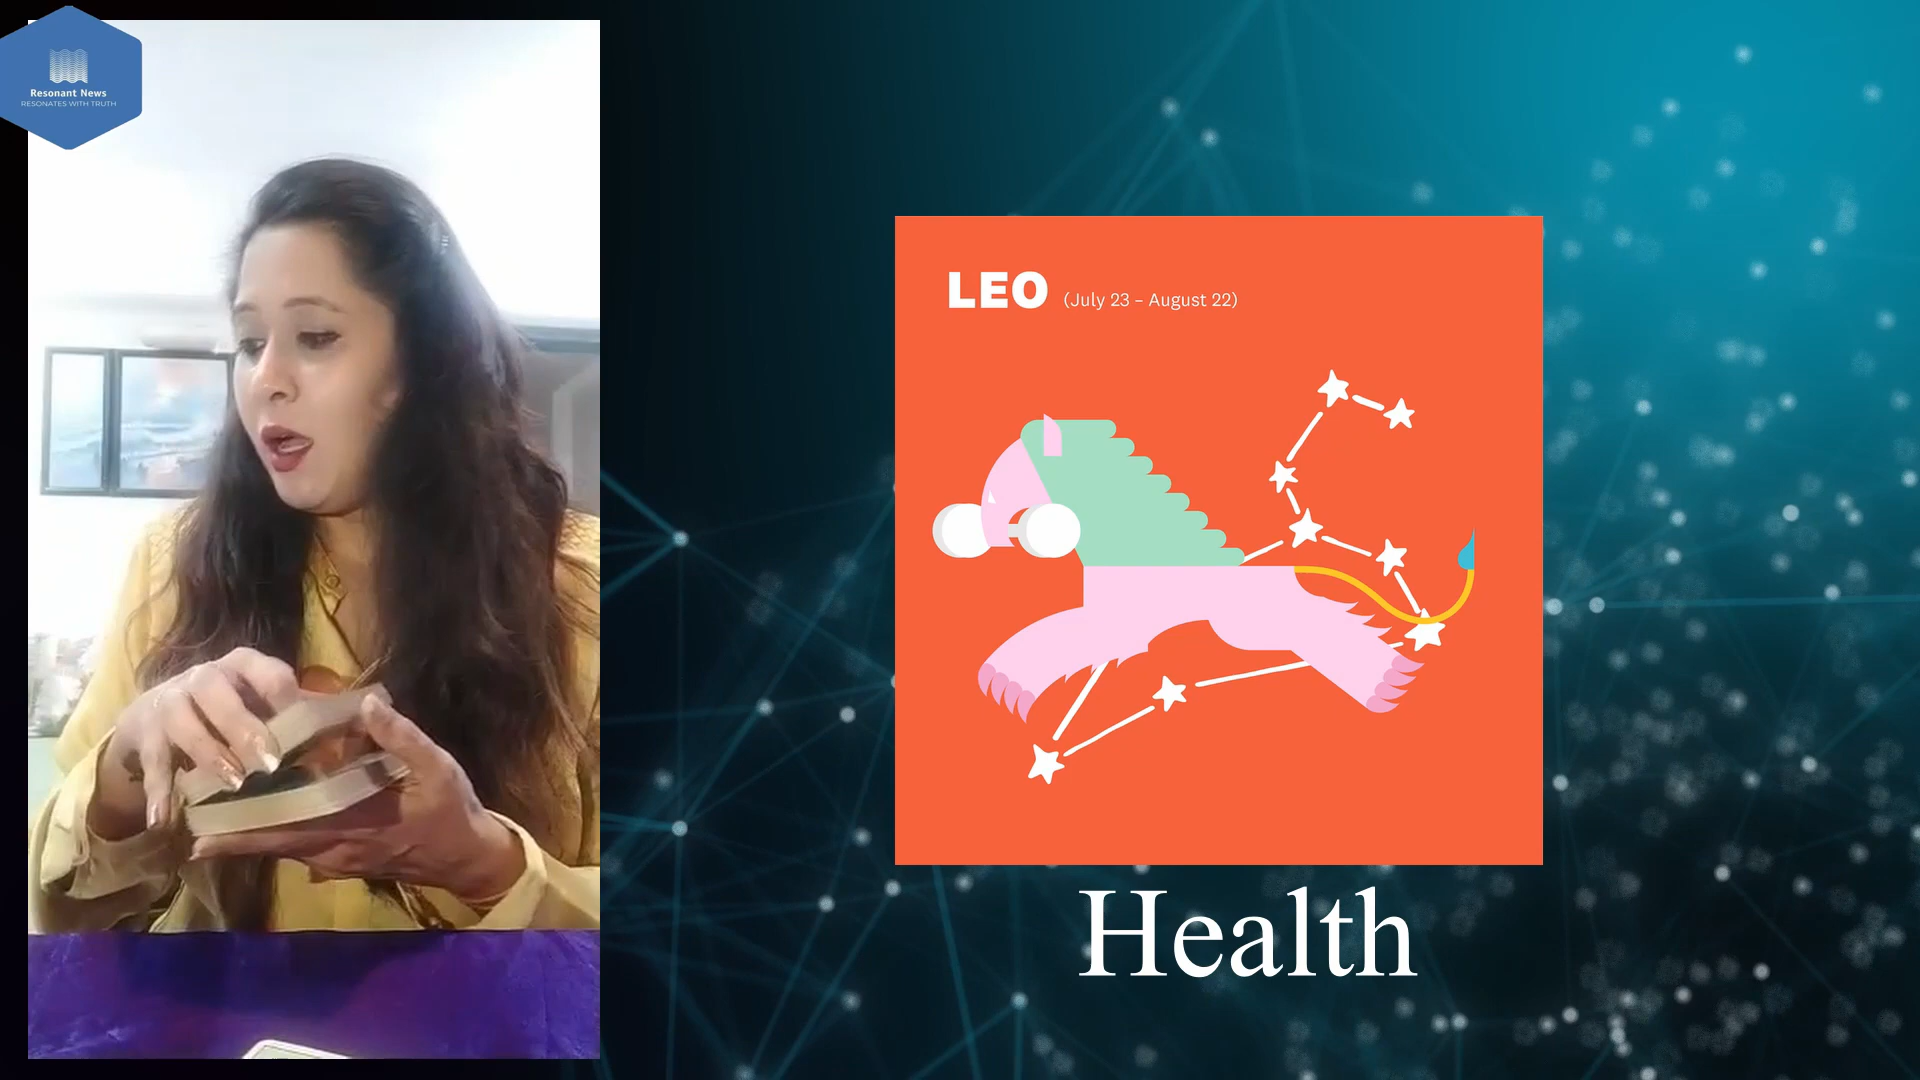 Resonant News
RESONATES WITH TRUTH
LEO (July 23 – August 22)
Health